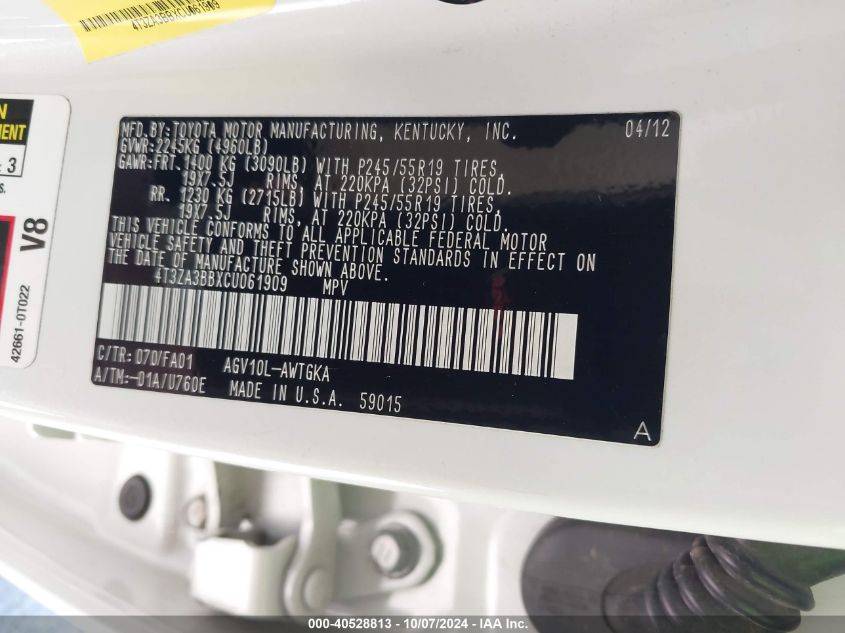 4T3ZA3BBXCU061909
MFD.BY:TOYOTA MOTOR MANUFACTURING, KENTUCKY, INC. 04/12
GVWR:2245KG (4960LB)
GAWR:FRT.1400 KG (3090LB) WITH P245/55R19 TIRES,
19X7.5J RIMS, AT 220KPA (32PSI) COLD.
RR. 1230 KG (2715LB) WITH P245/55R19 TIRES,
19X7.5J RIMS, AT 220KPA (32PSI) COLD.
THIS VEHICLE CONFORMS TO ALL APPLICABLE FEDERAL MOTOR
VEHICLE SAFETY AND THEFT PREVENTION STANDARDS IN EFFECT ON
THE DATE OF MANUFACTURE SHOWN ABOVE.
4T3ZA3BBXCU061909 MPV
C/TR: 070/FA01 AGV10L-AWTGKA
A/TM:-01A/U760E MADE IN U.S.A. 59015
A
3
V8
42661-0T022
000-40528813 - 10/07/2024 - IAA Inc.